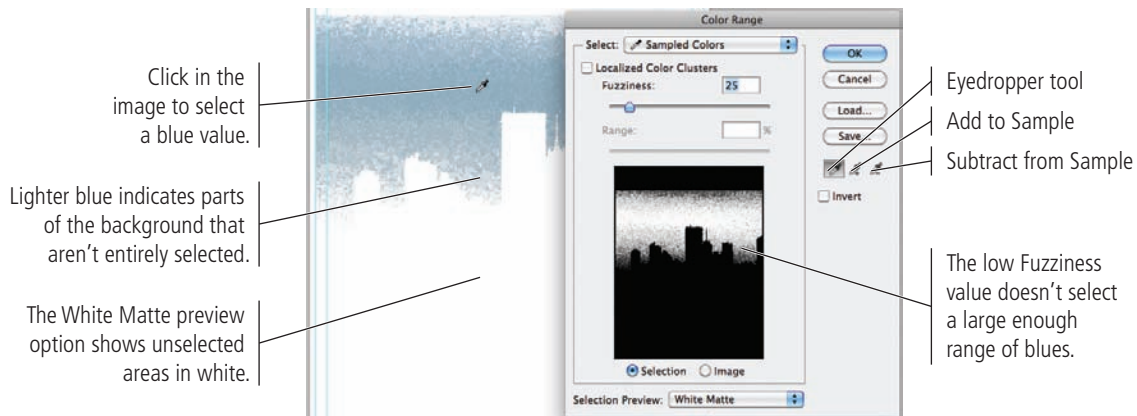 Click in the
image to select
a blue value.
Lighter blue indicates parts
of the background that
aren't entirely selected.
The White Matte preview
option shows unselected
areas in white.
Color Range
Select: Sampled Colors
Localized Color Clusters
Fuzziness: 25
Range: %
Selection Image
Selection Preview: White Matte
OK
Cancel
Load...
Save...
Invert
Eyedropper tool
Add to Sample
Subtract from Sample
The low Fuzziness
value doesn't select
a large enough
range of blues.